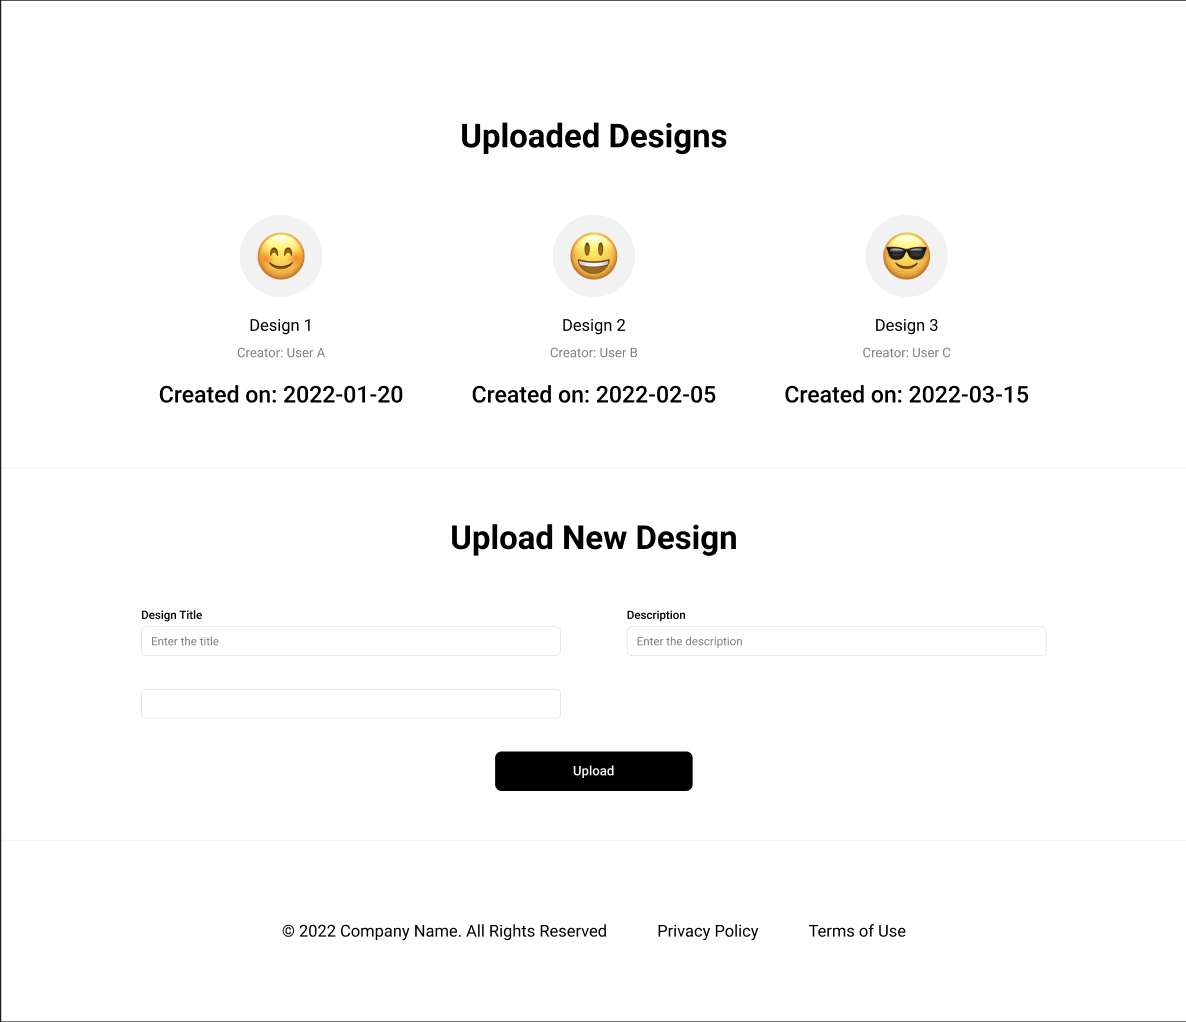 Uploaded Designs
Design 1
Creator: User A
Created on: 2022-01-20
Design 2
Creator: User B
Created on: 2022-02-05
Design 3
Creator: User C
Created on: 2022-03-15
Upload New Design
Design Title
Enter the title
Description
Enter the description
Upload
© 2022 Company Name. All Rights Reserved
Privacy Policy
Terms of Use